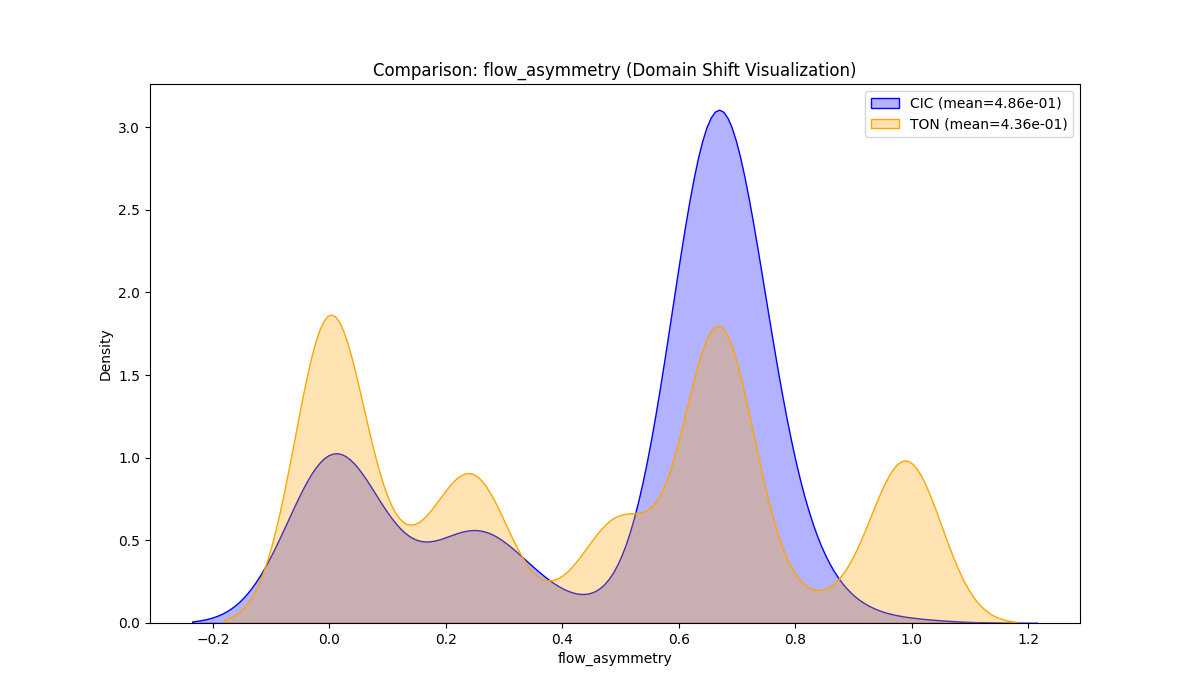 Comparison: flow_asymmetry (Domain Shift Visualization)
CIC (mean=4.86e-01)
TON (mean=4.36e-01)
Density
3.0
2.5
2.0
1.5
1.0
0.5
0.0
−0.2 0.0 0.2 0.4 0.6 0.8 1.0 1.2
flow_asymmetry